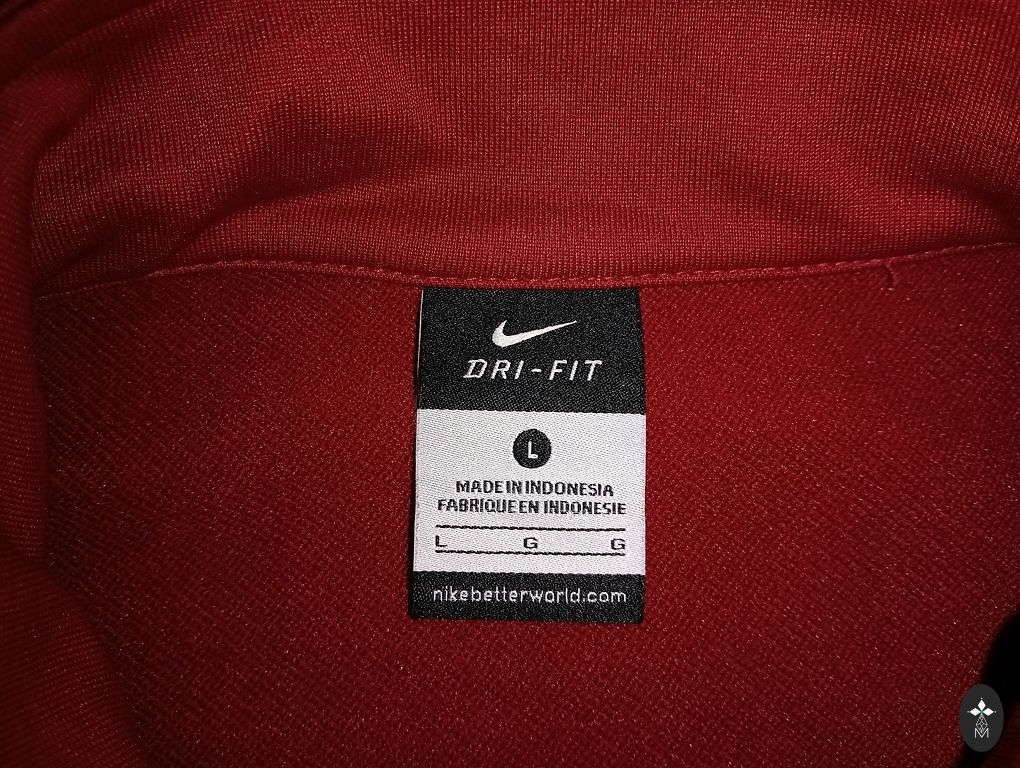 DRI-FIT
L
MADE IN INDONESIA
FABRIQUE EN INDONESIE
L G G
nikebetterworld.com
M